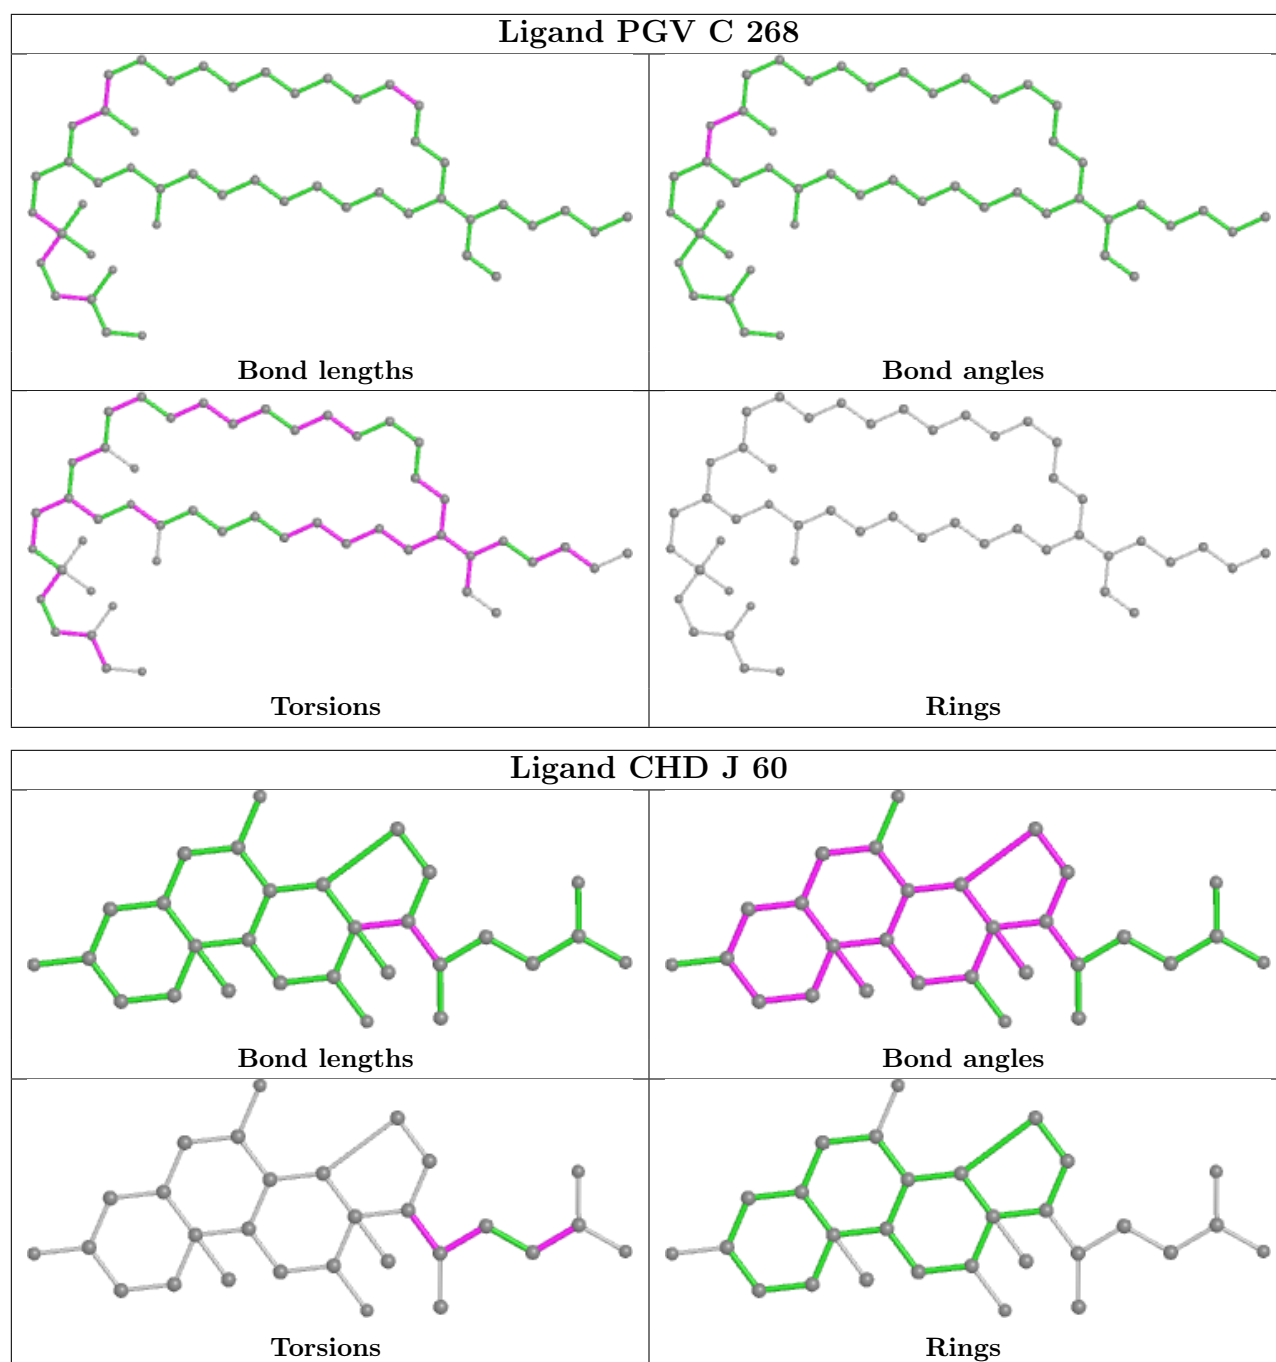 Ligand PGV C 268
Bond lengths
Bond angles
Torsions
Rings
Ligand CHD J 60
Bond lengths
Bond angles
Torsions
Rings